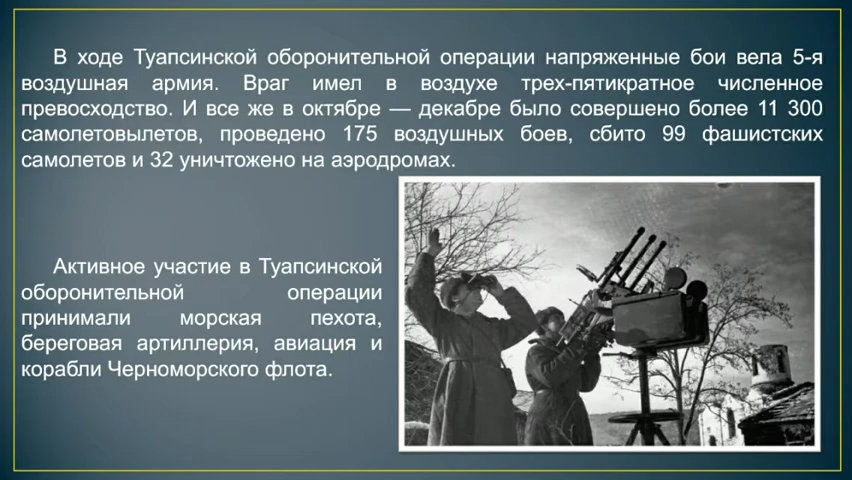 В ходе Туапсинской оборонительной операции напряженные бои вела 5-я
воздушная армия. Враг имел в воздухе трех-пятикратное численное
превосходство. И все же в октябре — декабре было совершено более 11 300
самолетовылетов, проведено 175 воздушных боев, сбито 99 фашистских
самолетов и 32 уничтожено на аэродромах.
Активное участие в Туапсинской
оборонительной операции
принимали морская пехота,
береговая артиллерия, авиация и
корабли Черноморского флота.